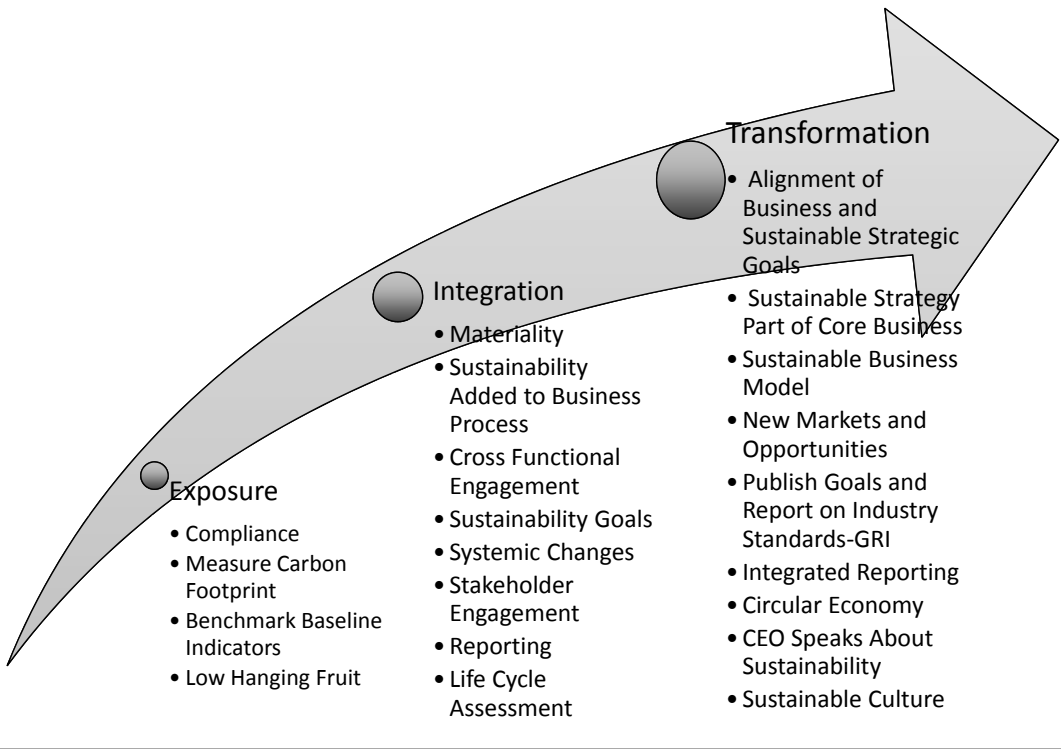 Exposure
• Compliance
• Measure Carbon
Footprint
• Benchmark Baseline
Indicators
• Low Hanging Fruit
Integration
• Materiality
• Sustainability
Added to Business
Process
• Cross Functional
Engagement
• Sustainability Goals
• Systemic Changes
• Stakeholder
Engagement
• Reporting
• Life Cycle
Assessment
Transformation
• Alignment of
Business and
Sustainable Strategic
Goals
• Sustainable Strategy
Part of Core Business
• Sustainable Business
Model
• New Markets and
Opportunities
• Publish Goals and
Report on Industry
Standards-GRI
• Integrated Reporting
• Circular Economy
• CEO Speaks About
Sustainability
• Sustainable Culture